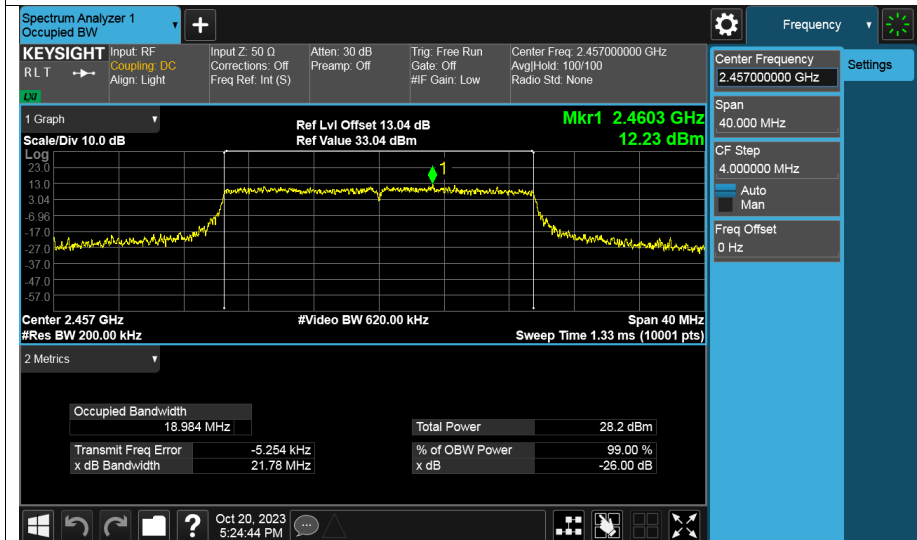 Spectrum Analyzer 1
Occupied BW
+
Frequency
KEYSIGHT
R L T
LXI
Input: RF
Coupling: DC
Align: Light
Input Z: 50 Ω
Corrections: Off
Freq Ref: Int (S)
Atten: 30 dB
Preamp: Off
Trig: Free Run
Gate: Off
#IF Gain: Low
Center Freq: 2.457000000 GHz
Avg|Hold: 100/100
Radio Std: None
Center Frequency
2.457000000 GHz
Settings
Span
40.000 MHz
CF Step
4.000000 MHz
Auto
Man
Freq Offset
0 Hz
1 Graph
Scale/Div 10.0 dB
Ref Lvl Offset 13.04 dB
Ref Value 33.04 dBm
Mkr1 2.4603 GHz
12.23 dBm
Log
23.0
13.0
3.04
-6.96
-17.0
-27.0
-37.0
-47.0
-57.0
1
Center 2.457 GHz
#Res BW 200.00 kHz
#Video BW 620.00 kHz
Span 40 MHz
Sweep Time 1.33 ms (10001 pts)
2 Metrics
Occupied Bandwidth
18.984 MHz
Transmit Freq Error -5.254 kHz
x dB Bandwidth 21.78 MHz
Total Power 28.2 dBm
% of OBW Power 99.00 %
x dB -26.00 dB
?
Oct 20, 2023
5:24:44 PM